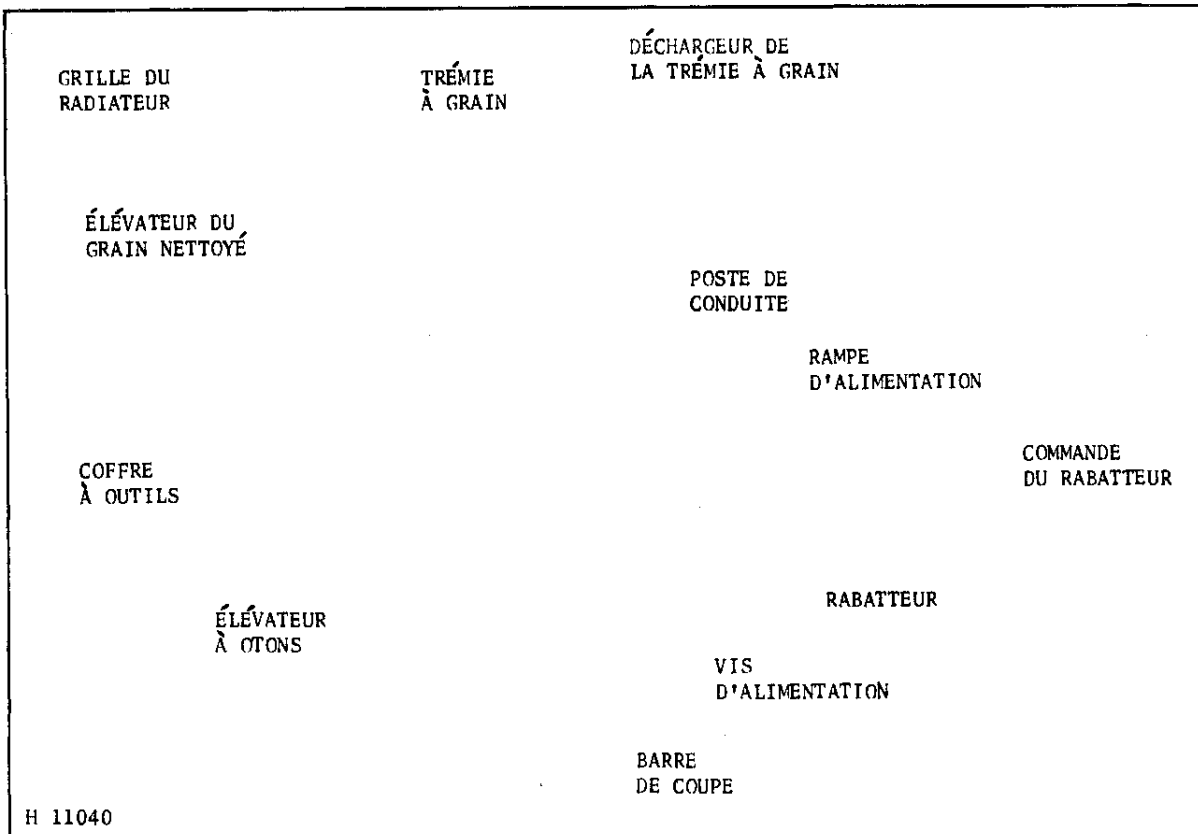 DÉCHARGEUR DE
LA TRÉMIE À GRAIN
GRILLE DU
RADIATEUR
TRÉMIE
À GRAIN
ÉLÉVATEUR DU
GRAIN NETTOYÉ
POSTE DE
CONDUITE
RAMPE
D'ALIMENTATION
COMMANDE
DU RABATTEUR
COFFRE
À OUTILS
RABATTEUR
ÉLÉVATEUR
À OTONS
VIS
D'ALIMENTATION
BARRE
DE COUPE
H 11040